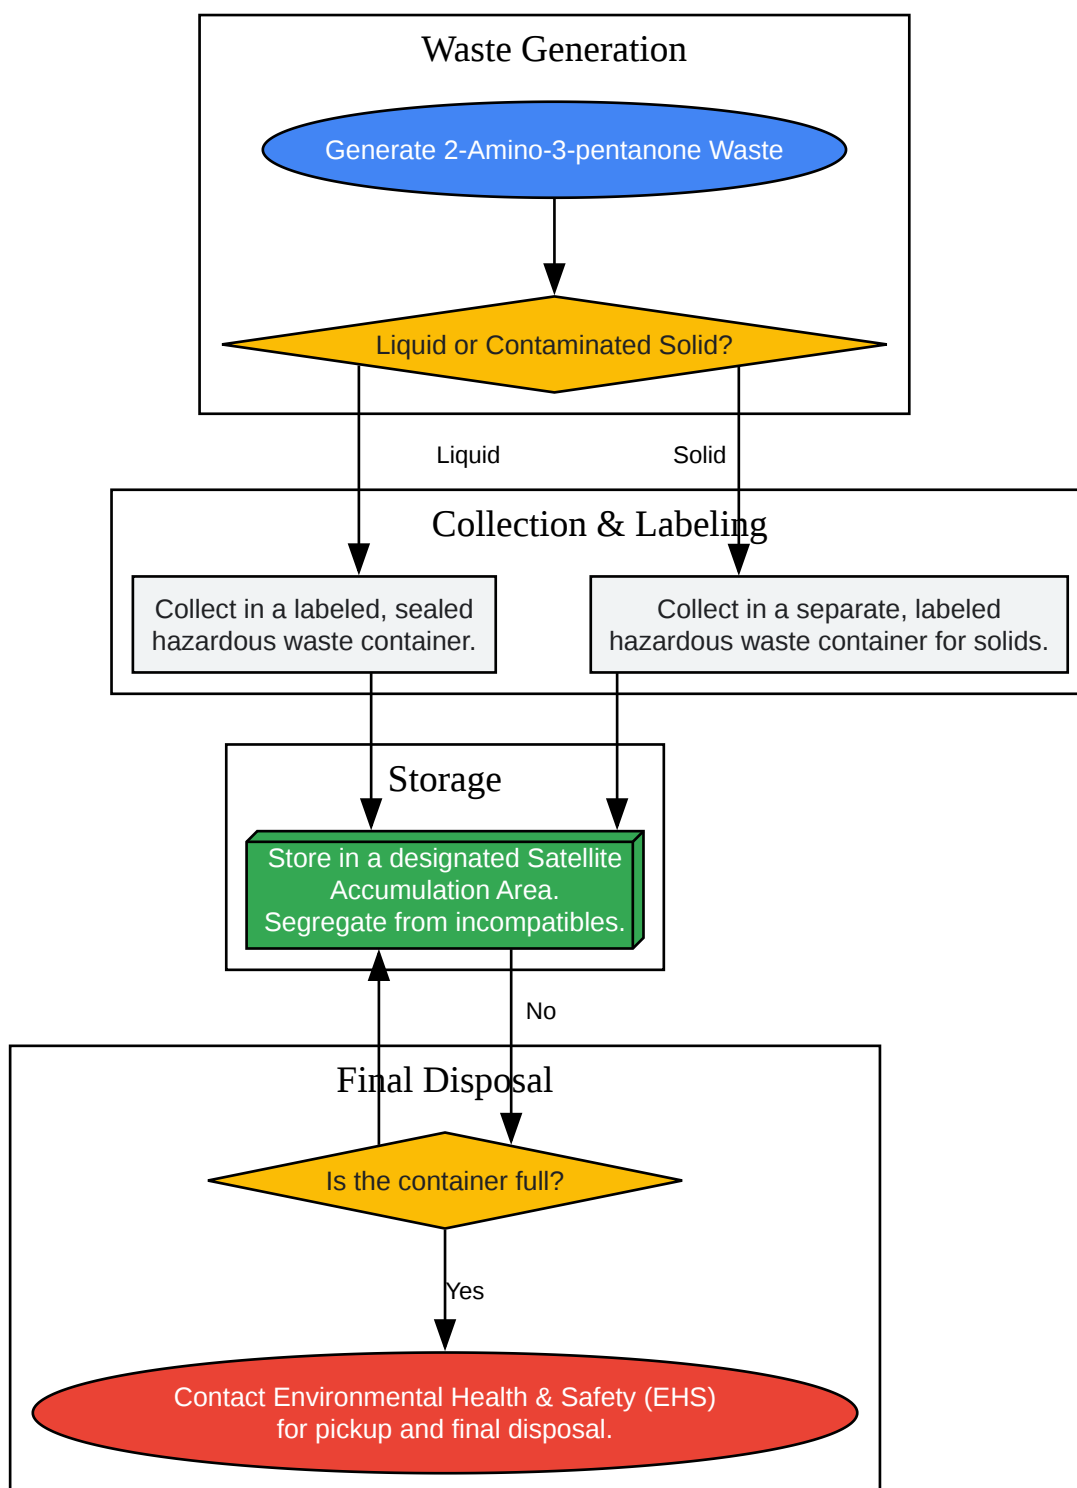 Waste Generation
Generate 2-Amino-3-pentanone Waste
Liquid or Contaminated Solid?
Liquid
Solid
Collection & Labeling
Collect in a labeled, sealed
hazardous waste container.
Collect in a separate, labeled
hazardous waste container for solids.
Storage
Store in a designated Satellite
Accumulation Area.
Segregate from incompatibles.
No
Final Disposal
Is the container full?
Yes
Contact Environmental Health & Safety (EHS)
for pickup and final disposal.